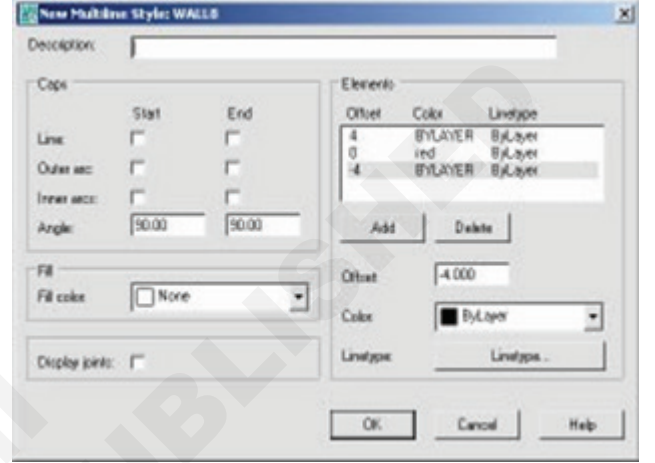 New Multiline Style: WALL8
Description:
Caps
Start End
Line:
Outer arc:
Inner arcs:
Angle: 90.00 90.00
Fill
Fill color: None
Display joints:
Elements
Offset Color Linetype
4 BYLAYER ByLayer
0 red ByLayer
-4 BYLAYER ByLayer
Add Delete
Offset -4.000
Color: ByLayer
Linetype: Linetype...
OK Cancel Help